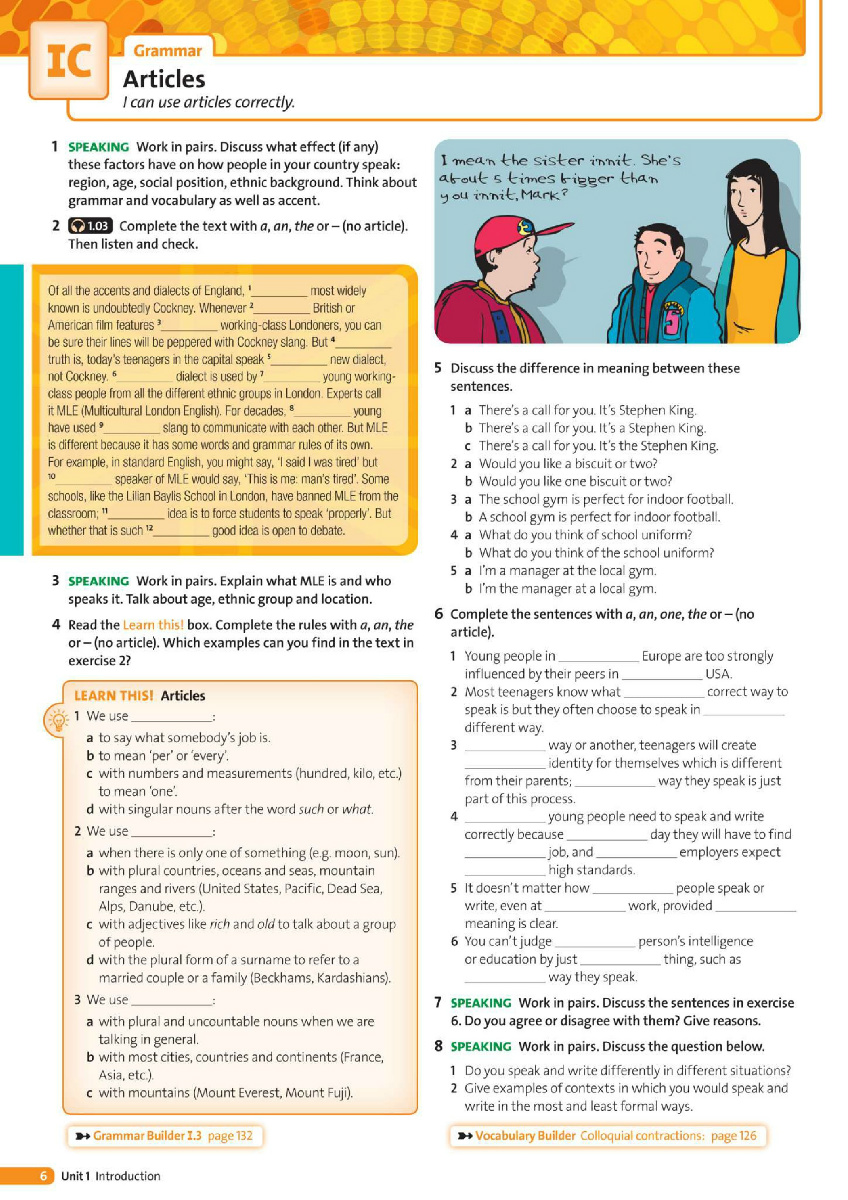 IC
Grammar
Articles
I can use articles correctly.
1 SPEAKING Work in pairs. Discuss what effect (if any)
these factors have on how people in your country speak:
region, age, social position, ethnic background. Think about
grammar and vocabulary as well as accent.
2 1.03 Complete the text with a, an, the or – (no article).
Then listen and check.
Of all the accents and dialects of England, 1________ most widely
known is undoubtedly Cockney. Whenever 2________ British or
American film features 3________ working-class Londoners, you can
be sure their lines will be peppered with Cockney slang. But 4________
truth is, today's teenagers in the capital speak 5________ new dialect,
not Cockney. 6________ dialect is used by 7________ young working-
class people from all the different ethnic groups in London. Experts call
it MLE (Multicultural London English). For decades, 8________ young
have used 9________ slang to communicate with each other. But MLE
is different because it has some words and grammar rules of its own.
For example, in standard English, you might say, 'I said I was tired' but
10________ speaker of MLE would say, 'This is me: man's tired'. Some
schools, like the Lilian Baylis School in London, have banned MLE from the
classroom; 11________ idea is to force students to speak 'properly'. But
whether that is such 12________ good idea is open to debate.
3 SPEAKING Work in pairs. Explain what MLE is and who
speaks it. Talk about age, ethnic group and location.
4 Read the Learn this! box. Complete the rules with a, an, the
or – (no article). Which examples can you find in the text in
exercise 2?
LEARN THIS! Articles
1 We use ____________:
a to say what somebody's job is.
b to mean 'per' or 'every'.
c with numbers and measurements (hundred, kilo, etc.)
to mean 'one'.
d with singular nouns after the word such or what.
2 We use ____________:
a when there is only one of something (e.g. moon, sun).
b with plural countries, oceans and seas, mountain
ranges and rivers (United States, Pacific, Dead Sea,
Alps, Danube, etc.).
c with adjectives like rich and old to talk about a group
of people.
d with the plural form of a surname to refer to a
married couple or a family (Beckhams, Kardashians).
3 We use ____________:
a with plural and uncountable nouns when we are
talking in general.
b with most cities, countries and continents (France,
Asia, etc.).
c with mountains (Mount Everest, Mount Fuji).
Grammar Builder I.3 page 132
I mean the sister innit. She's
about 5 times bigger than
you innit, Mark?
5 Discuss the difference in meaning between these
sentences.
1 a There's a call for you. It's Stephen King.
b There's a call for you. It's a Stephen King.
c There's a call for you. It's the Stephen King.
2 a Would you like a biscuit or two?
b Would you like one biscuit or two?
3 a The school gym is perfect for indoor football.
b A school gym is perfect for indoor football.
4 a What do you think of school uniform?
b What do you think of the school uniform?
5 a I'm a manager at the local gym.
b I'm the manager at a local gym.
6 Complete the sentences with a, an, one, the or – (no
article).
1 Young people in ____________ Europe are too strongly
influenced by their peers in ____________ USA.
2 Most teenagers know what ____________ correct way to
speak is but they often choose to speak in ____________
different way.
3 ____________ way or another, teenagers will create
____________ identity for themselves which is different
from their parents; ____________ way they speak is just
part of this process.
4 ____________ young people need to speak and write
correctly because ____________ day they will have to find
____________ job, and ____________ employers expect
____________ high standards.
5 It doesn't matter how ____________ people speak or
write, even at ____________ work, provided ____________
meaning is clear.
6 You can't judge ____________ person's intelligence
or education by just ____________ thing, such as
____________ way they speak.
7 SPEAKING Work in pairs. Discuss the sentences in exercise
6. Do you agree or disagree with them? Give reasons.
8 SPEAKING Work in pairs. Discuss the question below.
1 Do you speak and write differently in different situations?
2 Give examples of contexts in which you would speak and
write in the most and least formal ways.
Vocabulary Builder Colloquial contractions: page 126
6 Unit 1 Introduction